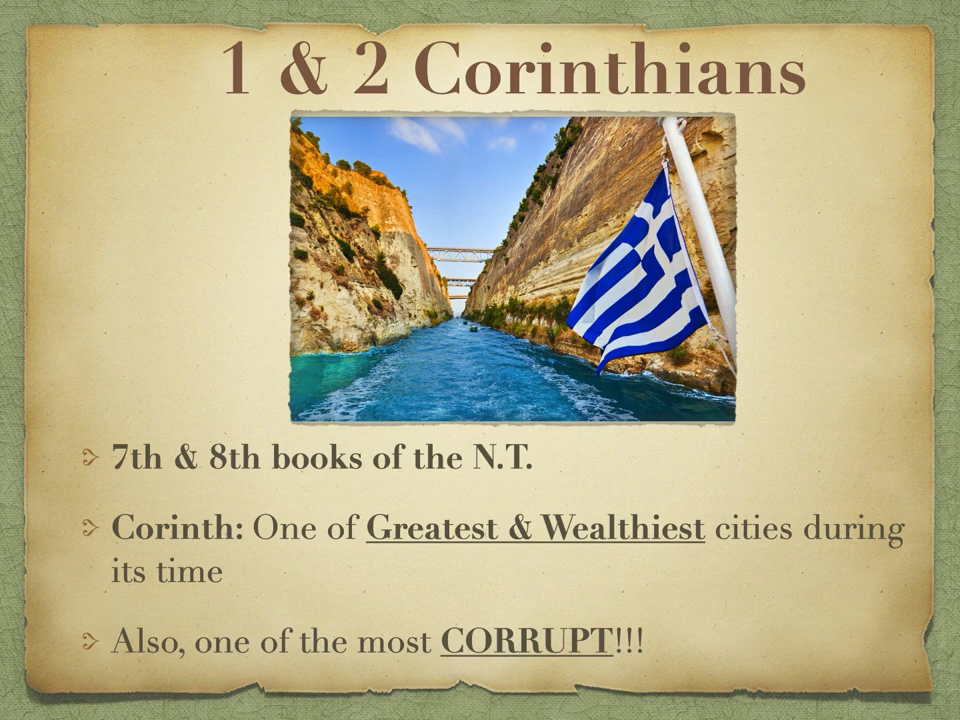 1 & 2 Corinthians
7th & 8th books of the N.T.
Corinth: One of Greatest & Wealthiest cities during
its time
Also, one of the most CORRUPT!!!